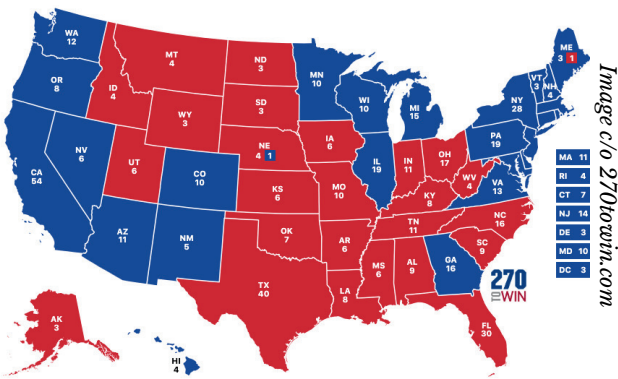 WA
12
OR
8
CA
54
NV
6
ID
4
MT
4
WY
3
UT
6
AZ
11
CO
10
NM
5
ND
3
SD
3
NE
4 1
KS
6
OK
7
TX
40
MN
10
IA
6
MO
10
AR
6
LA
8
WI
10
IL
19
MI
15
IN
11
OH
17
KY
8
TN
11
MS
6
AL
9
GA
16
FL
30
SC
9
NC
16
VA
13
WV
4
PA
19
NY
28
VT
3
NH
4
ME
3 1
MA 11
RI 4
CT 7
NJ 14
DE 3
MD 10
DC 3
AK
3
HI
4
270
TO WIN
Image c/o 270towin.com